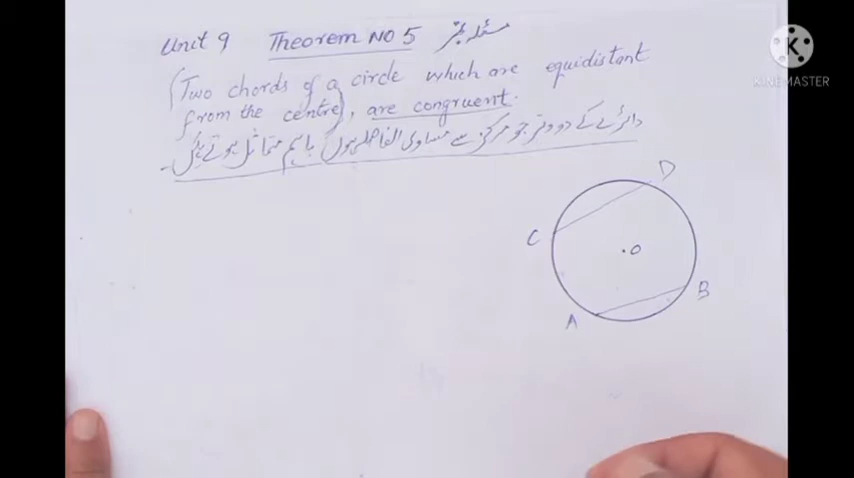 Unit 9 Theorem NO 5 مسئلہ نمبر
(Two chords of a circle which are equidistant
from the centre), are congruent.
دائرے کے دو وتر جو مرکز سے مساوی الفاصلہ ہوں باہم متماثل ہوتے ہیں۔
D
C
O
B
A
K
KINEMASTER